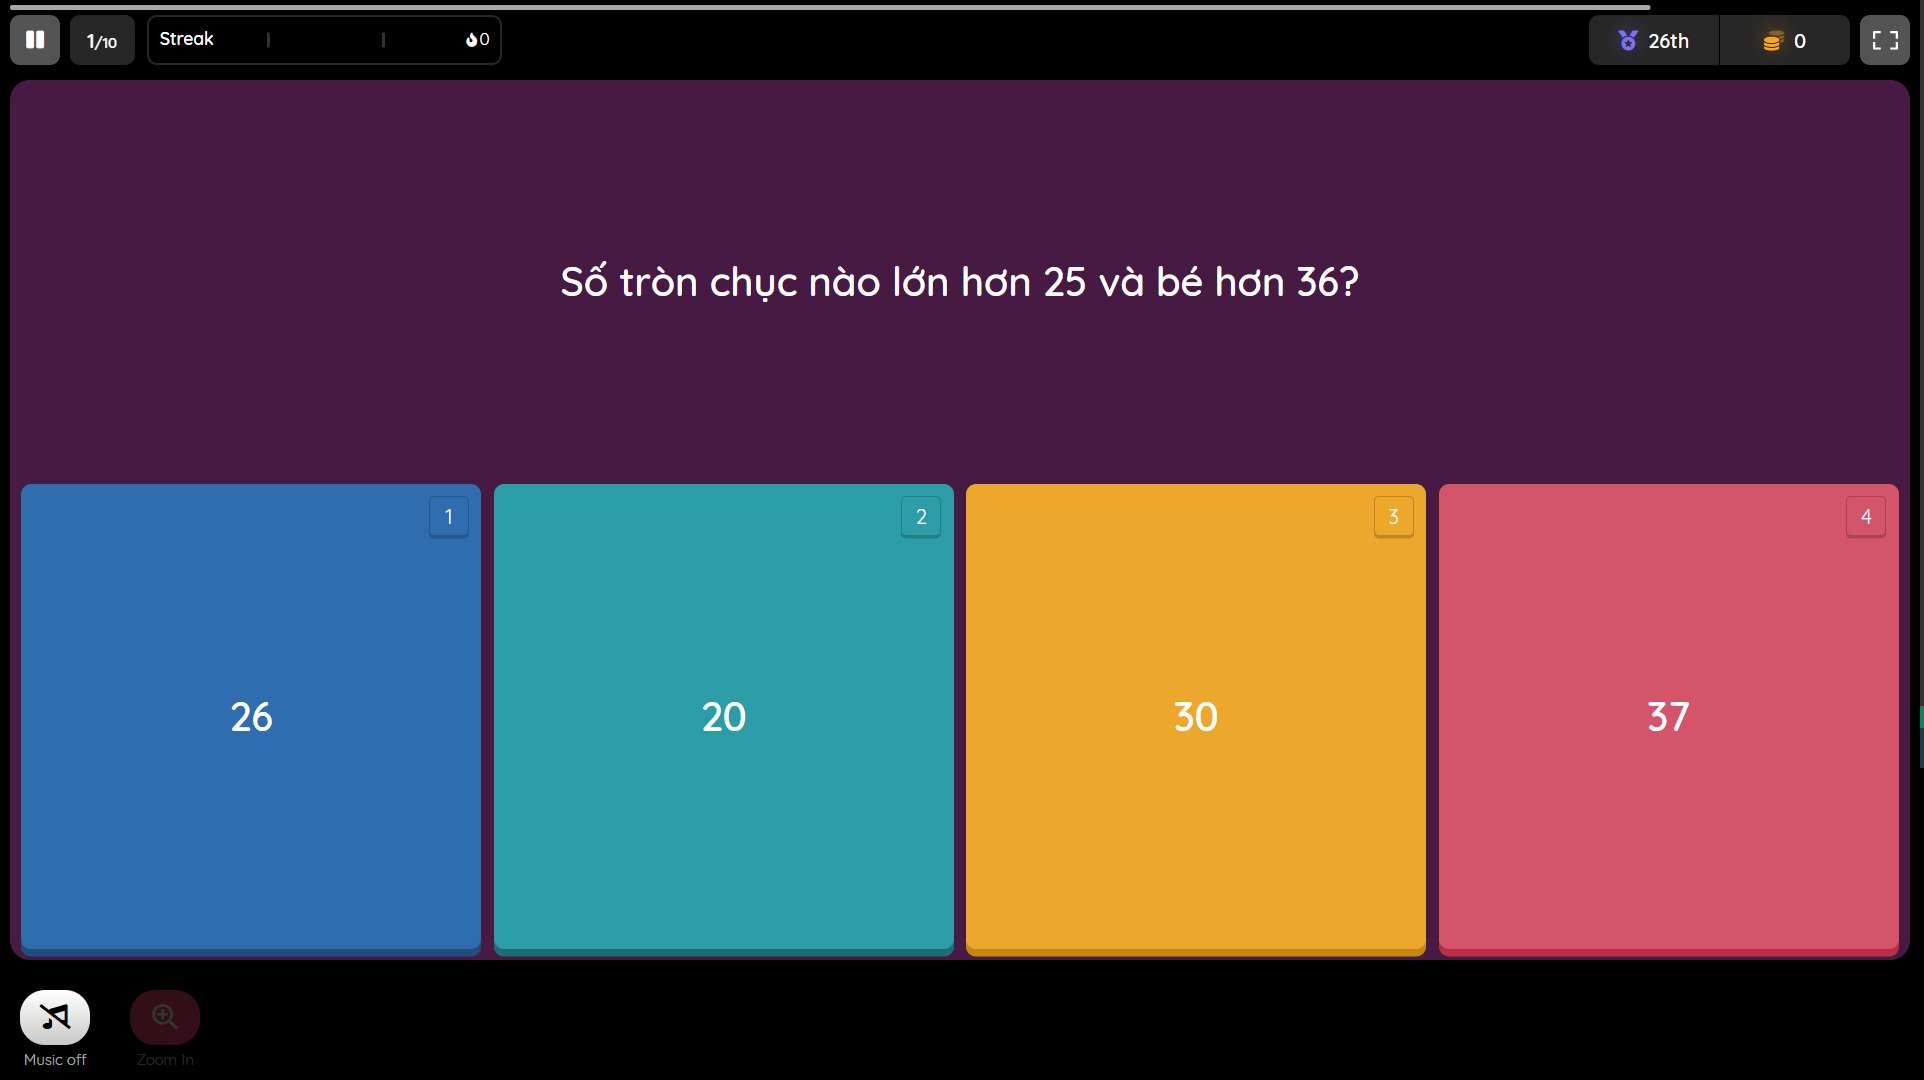 1/10
Streak
0
26th
0
Số tròn chục nào lớn hơn 25 và bé hơn 36?
1
2
3
4
26
20
30
37
Music off
Zoom In